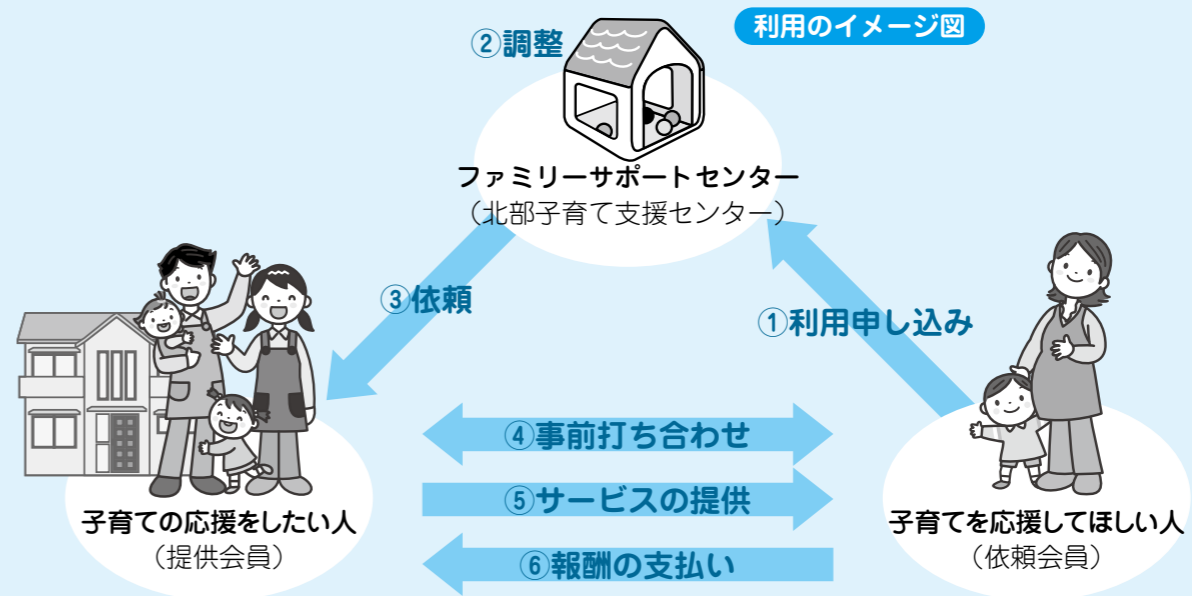 利用のイメージ図
②調整
ファミリーサポートセンター
（北部子育て支援センター）
③依頼
①利用申し込み
④事前打ち合わせ
⑤サービスの提供
⑥報酬の支払い
子育ての応援をしたい人
（提供会員）
子育てを応援してほしい人
（依頼会員）